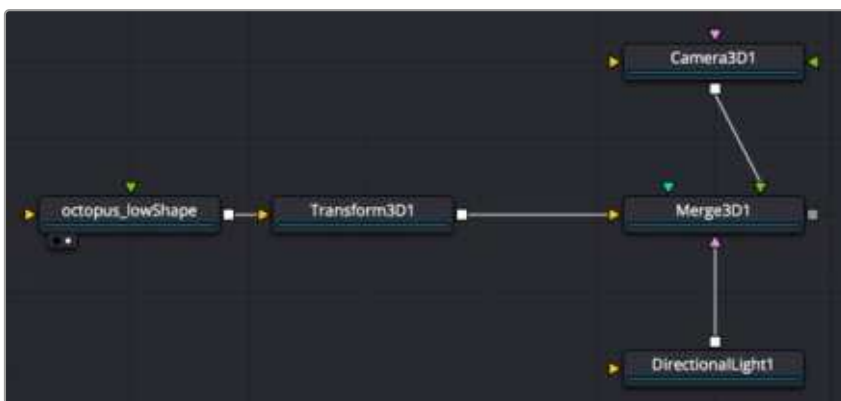 Camera3D1
octopus_lowShape
Transform3D1
Merge3D1
DirectionalLight1